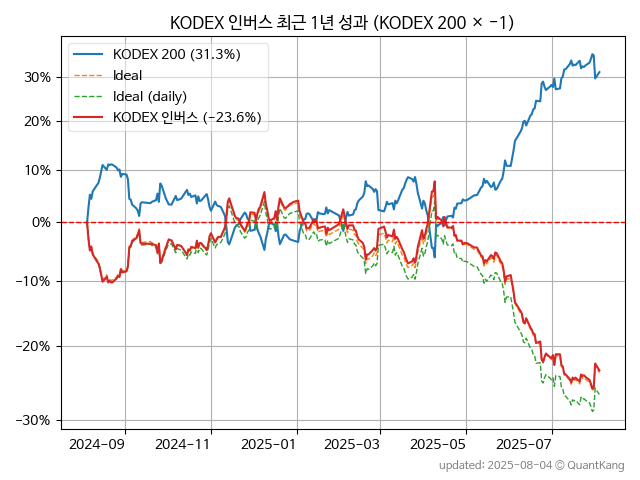 KODEX 인버스 최근 1년 성과 (KODEX 200 × −1)
KODEX 200 (31.3%)
Ideal
Ideal (daily)
KODEX 인버스 (−23.6%)
30%
20%
10%
0%
−10%
−20%
−30%
2024-09 2024-11 2025-01 2025-03 2025-05 2025-07
updated: 2025-08-04 © QuantKang